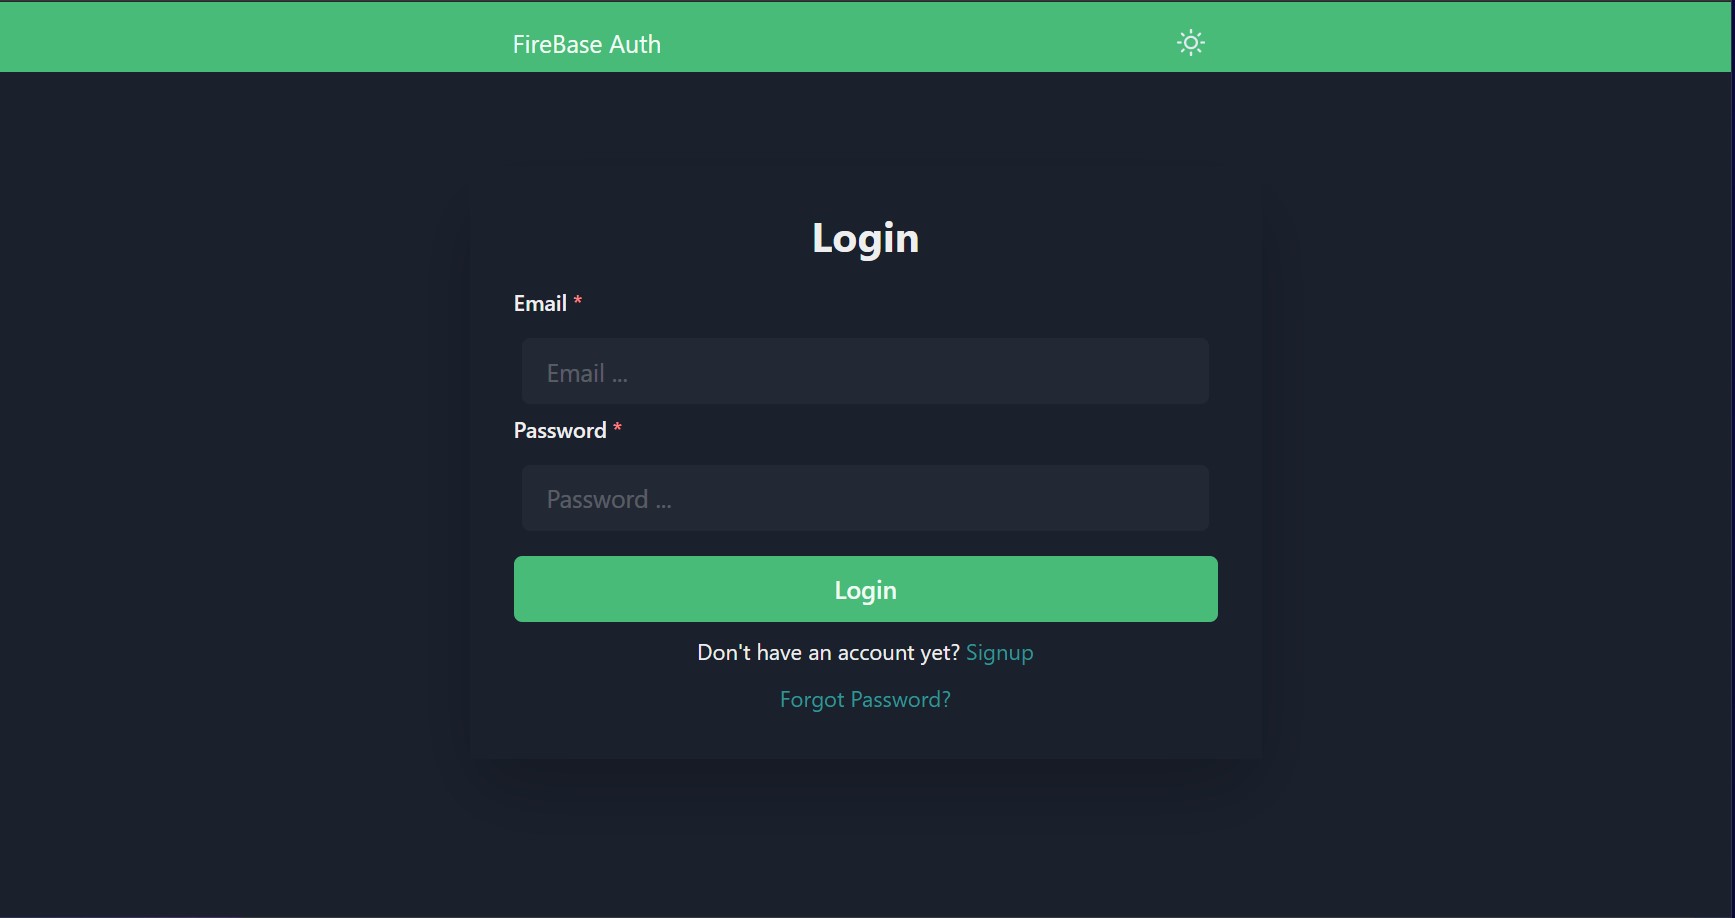 FireBase Auth
Login
Email *
Email ...
Password *
Password ...
Login
Don't have an account yet? Signup
Forgot Password?